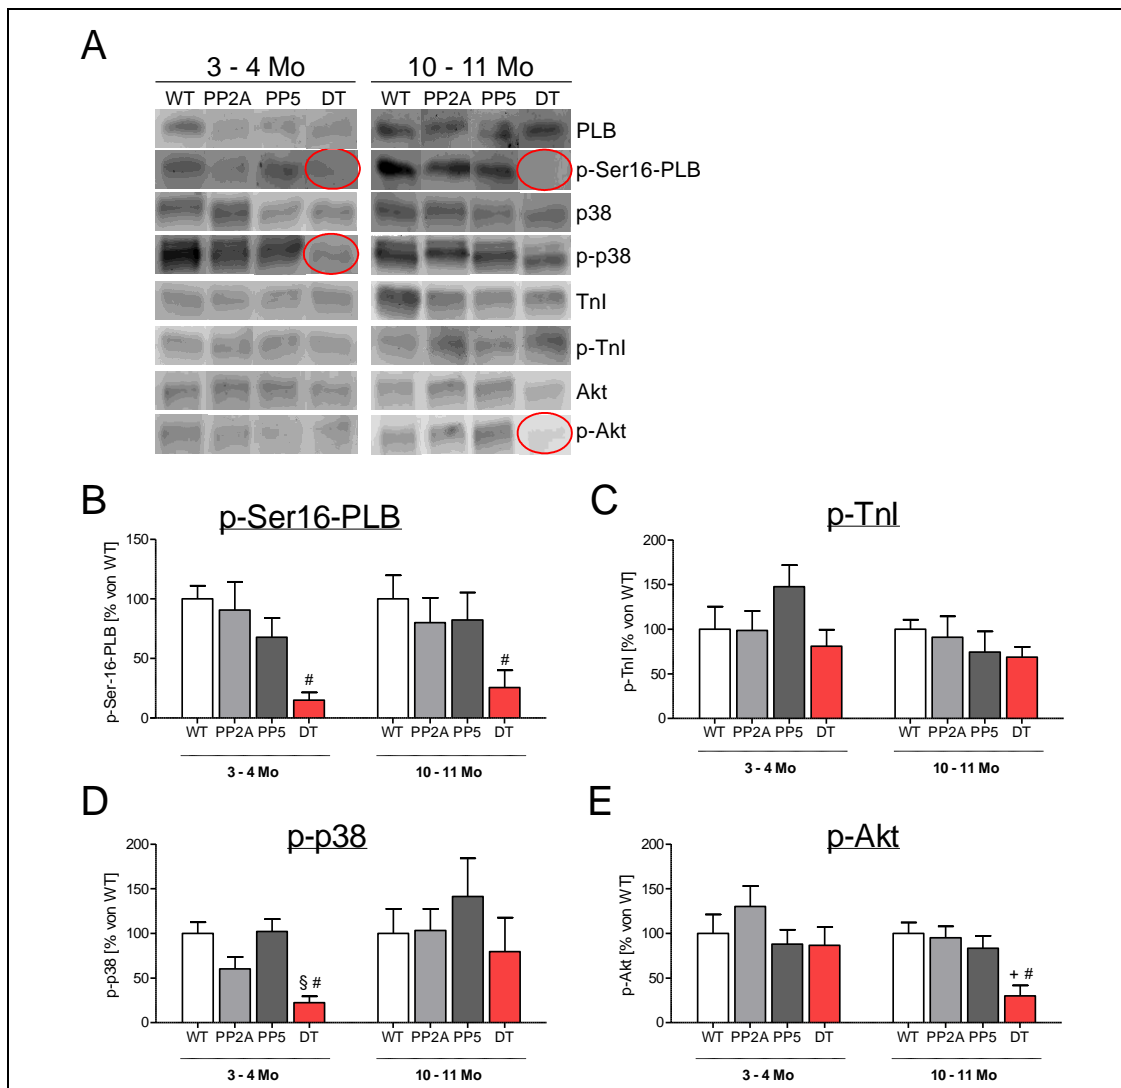 A
3 - 4 Mo 10 - 11 Mo
WT PP2A PP5 DT WT PP2A PP5 DT
PLB
p-Ser16-PLB
p38
p-p38
TnI
p-TnI
Akt
p-Akt
B
p-Ser16-PLB
p-Ser-16-PLB [% von WT]
150
100
50
0
#
#
WT PP2A PP5 DT WT PP2A PP5 DT
3 - 4 Mo 10 - 11 Mo
C
p-TnI
p-TnI [% von WT]
200
150
100
50
0
WT PP2A PP5 DT WT PP2A PP5 DT
3 - 4 Mo 10 - 11 Mo
D
p-p38
p-p38 [% von WT]
200
150
100
50
0
§ #
WT PP2A PP5 DT WT PP2A PP5 DT
3 - 4 Mo 10 - 11 Mo
E
p-Akt
p-Akt [% von WT]
200
150
100
50
0
+ #
WT PP2A PP5 DT WT PP2A PP5 DT
3 - 4 Mo 10 - 11 Mo